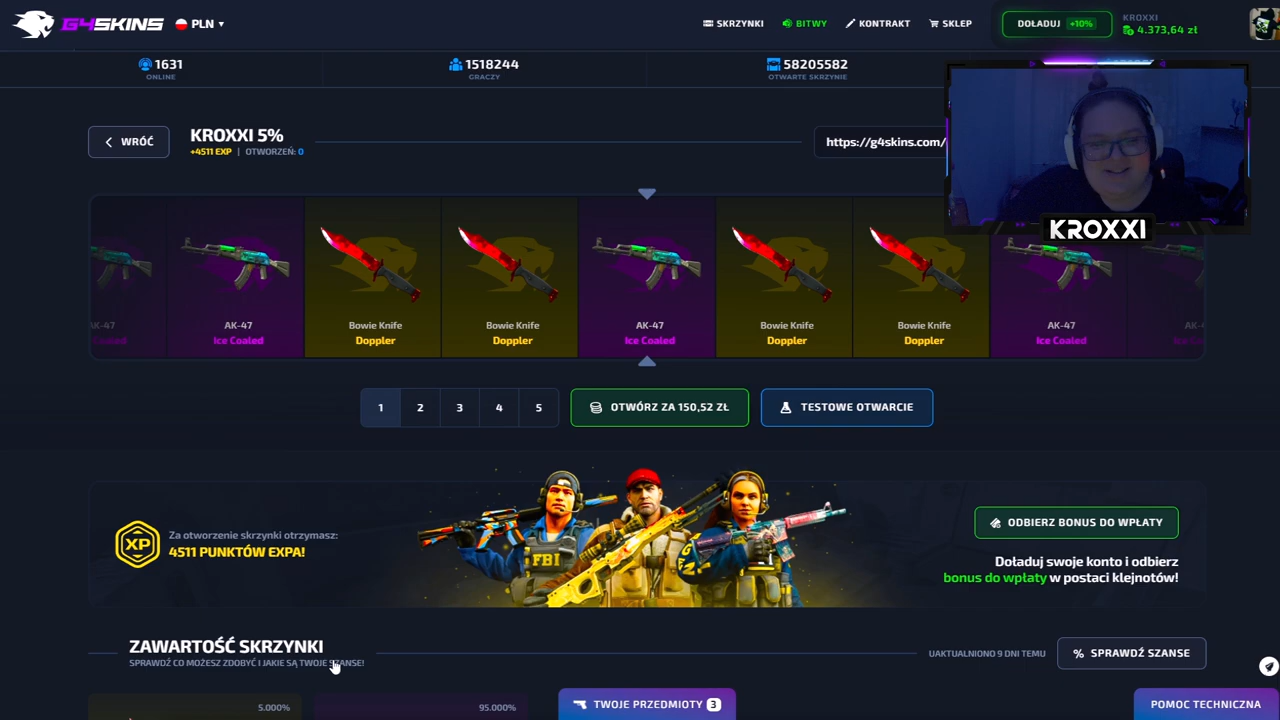 G4SKINS
PLN
SKRZYNKI
BITWY
KONTRAKT
SKLEP
DOŁADUJ +10%
KROXXI
4.373,64 zł
1631
ONLINE
1518244
GRACZY
58205582
OTWARTE SKRZYNIE
WRÓĆ
KROXXI 5%
+4511 EXP | OTWORZEŃ: 0
https://g4skins.com/
KROXXI
AK-47
Ice Coaled
AK-47
Ice Coaled
Bowie Knife
Doppler
Bowie Knife
Doppler
AK-47
Ice Coaled
Bowie Knife
Doppler
Bowie Knife
Doppler
AK-47
Ice Coaled
1
2
3
4
5
OTWÓRZ ZA 150,52 ZŁ
TESTOWE OTWARCIE
XP
Za otworzenie skrzynki otrzymasz:
4511 PUNKTÓW EXPA!
FBI
ODBIERZ BONUS DO WPŁATY
Doładuj swoje konto i odbierz
bonus do wpłaty w postaci klejnotów!
ZAWARTOŚĆ SKRZYNKI
SPRAWDŹ CO MOŻESZ ZDOBYĆ I JAKIE SĄ TWOJE SZANSE!
UAKTUALNIONO 9 DNI TEMU
% SPRAWDŹ SZANSE
5.000%
95.000%
TWOJE PRZEDMIOTY 3
POMOC TECHNICZNA